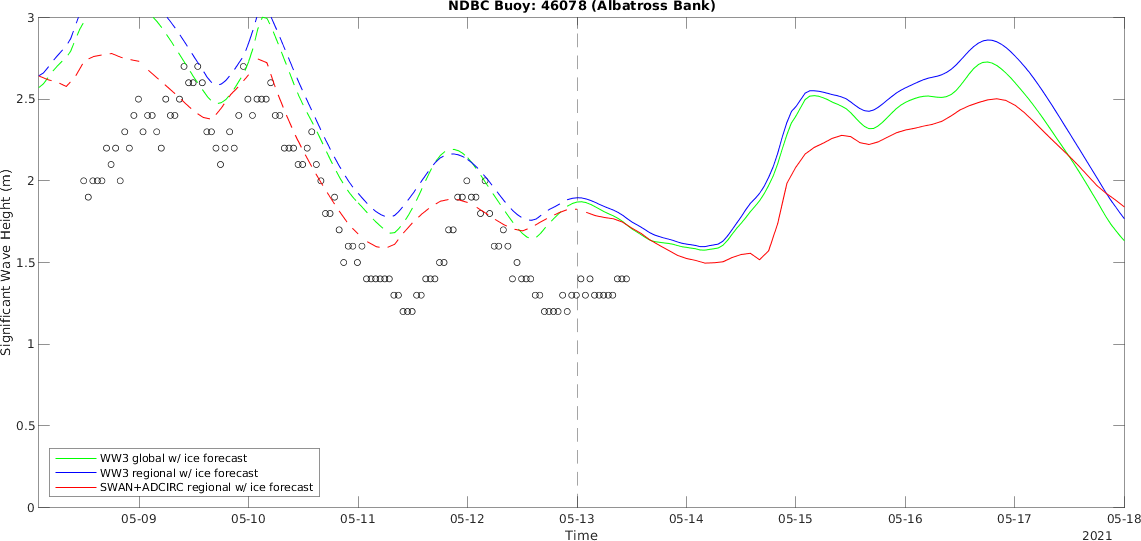 NDBC Buoy: 46078 (Albatross Bank)
3
2.5
2
1.5
1
0.5
0
Significant Wave Height (m)
WW3 global w/ ice forecast
WW3 regional w/ ice forecast
SWAN+ADCIRC regional w/ ice forecast
05-09 05-10 05-11 05-12 05-13 05-14 05-15 05-16 05-17 05-18
Time
2021